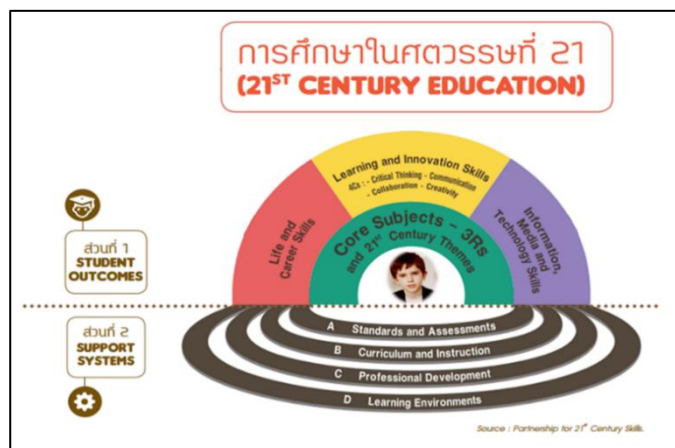 การศึกษาในศตวรรษที่ 21
(21ST CENTURY EDUCATION)
Learning and Innovation Skills
4Cs : - Critical Thinking - Communication
- Collaboration - Creativity
Life and
Career Skills
Core Subjects - 3Rs
and 21st Century Themes
Information,
Media and
Technology Skills
ส่วนที่ 1
STUDENT
OUTCOMES
ส่วนที่ 2
SUPPORT
SYSTEMS
A Standards and Assessments
B Curriculum and Instruction
C Professional Development
D Learning Environments
Source : Partnership for 21st Century Skills.